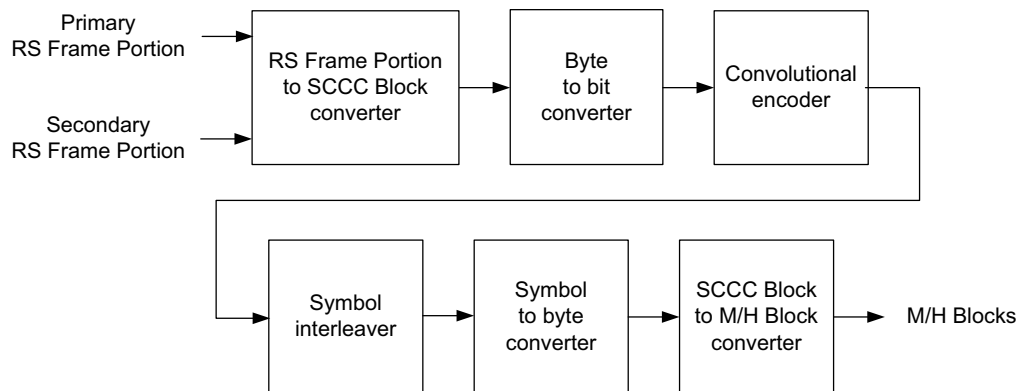 Primary
RS Frame Portion
Secondary
RS Frame Portion
RS Frame Portion
to SCCC Block
converter
Byte
to bit
converter
Convolutional
encoder
Symbol
interleaver
Symbol
to byte
converter
SCCC Block
to M/H Block
converter
M/H Blocks